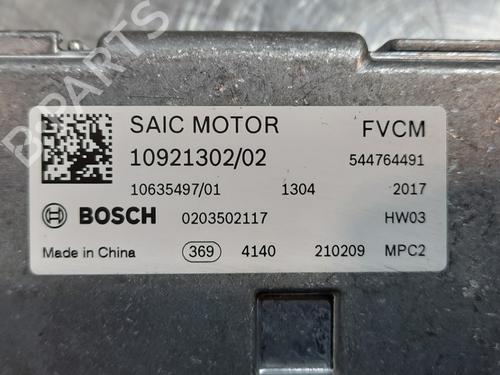 SAIC MOTOR FVCM
10921302/02 544764491
10635497/01 1304 2017
BOSCH 0203502117 HW03
Made in China 369 4140 210209 MPC2
B-PARTS